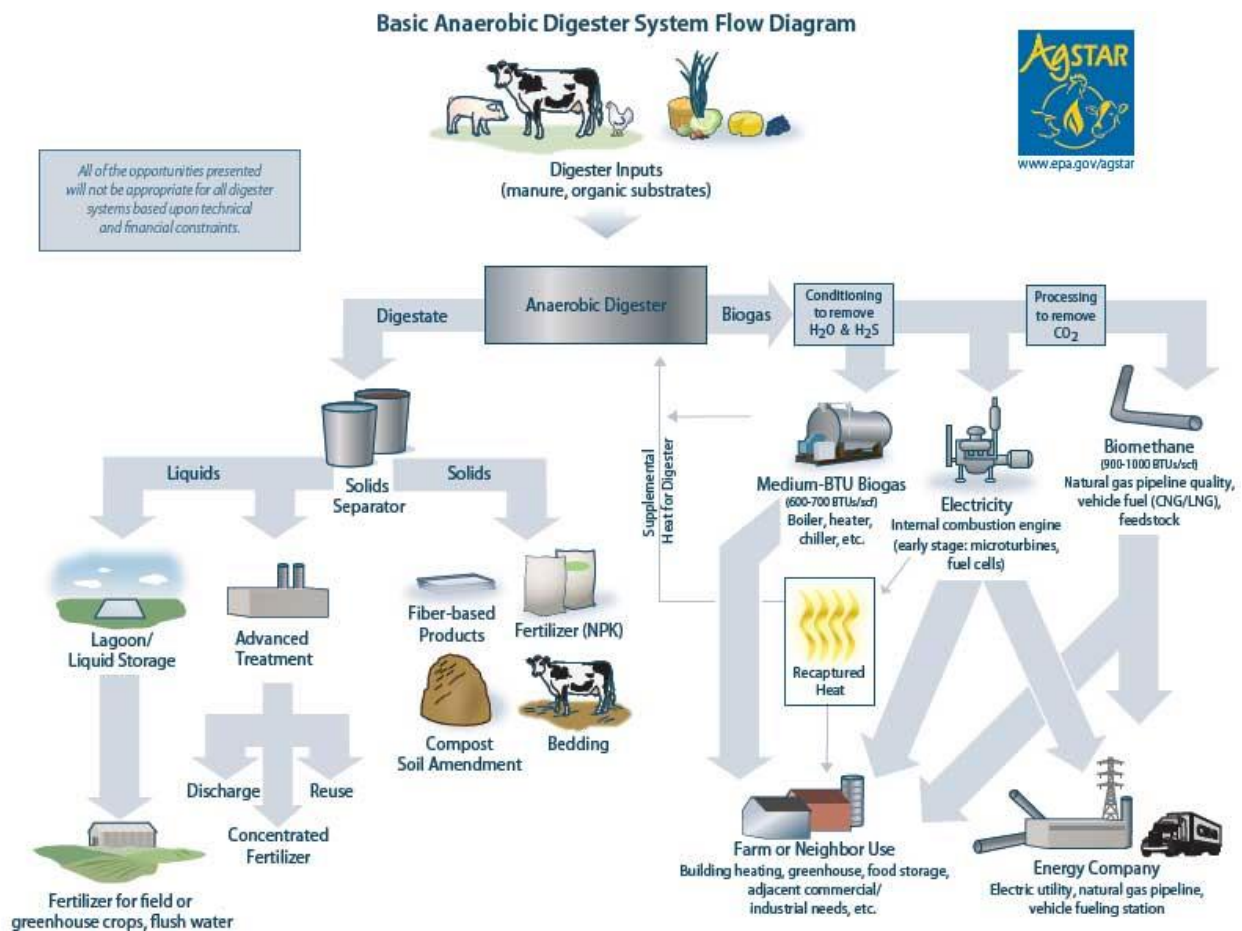 Basic Anaerobic Digester System Flow Diagram
AgSTAR
www.epa.gov/agstar
Digester Inputs
(manure, organic substrates)
All of the opportunities presented
will not be appropriate for all digester
systems based upon technical
and financial constraints.
Digestate
Anaerobic Digester
Biogas
Conditioning
to remove
H₂O & H₂S
Processing
to remove
CO₂
Liquids
Solids
Solids
Separator
Supplemental
Heat for Digester
Medium-BTU Biogas
(600-700 BTUs/scf)
Boiler, heater,
chiller, etc.
Electricity
Internal combustion engine
(early stage: microturbines,
fuel cells)
Biomethane
(900-1000 BTUs/scf)
Natural gas pipeline quality,
vehicle fuel (CNG/LNG),
feedstock
Lagoon/
Liquid Storage
Advanced
Treatment
Fiber-based
Products
Fertilizer (NPK)
Compost
Soil Amendment
Bedding
Recaptured
Heat
Discharge
Reuse
Concentrated
Fertilizer
Fertilizer for field or
greenhouse crops, flush water
Farm or Neighbor Use
Building heating, greenhouse, food storage,
adjacent commercial/
industrial needs, etc.
Energy Company
Electric utility, natural gas pipeline,
vehicle fueling station